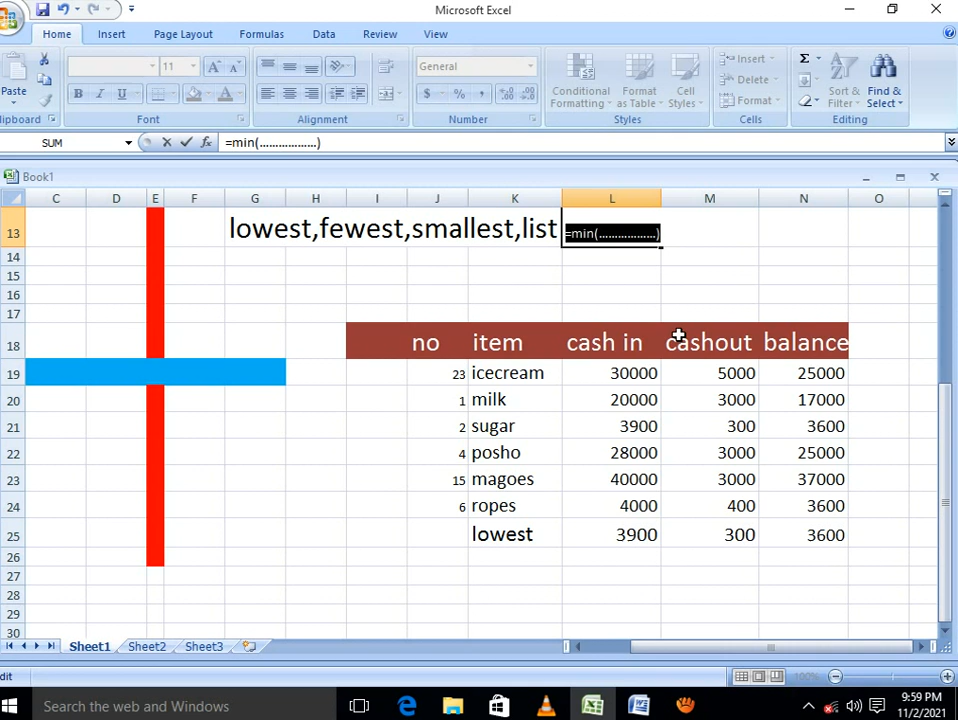 Microsoft Excel
Home Insert Page Layout Formulas Data Review View
Paste
11
General
Conditional Formatting
Format as Table
Cell Styles
Insert
Delete
Format
Sort & Filter
Find & Select
Clipboard Font Alignment Number Styles Cells Editing
SUM =min(..................)
Book1
C D E F G H I J K L M N O
13 lowest,fewest,smallest,list =min(..................)
14
15
16
17
18 no item cash in cashout balance
19 23 icecream 30000 5000 25000
20 1 milk 20000 3000 17000
21 2 sugar 3900 300 3600
22 4 posho 28000 3000 25000
23 15 magoes 40000 3000 37000
24 6 ropes 4000 400 3600
25 lowest 3900 300 3600
26
27
28
29
30
Sheet1 Sheet2 Sheet3
dit 100%
Search the web and Windows
9:59 PM
11/2/2021